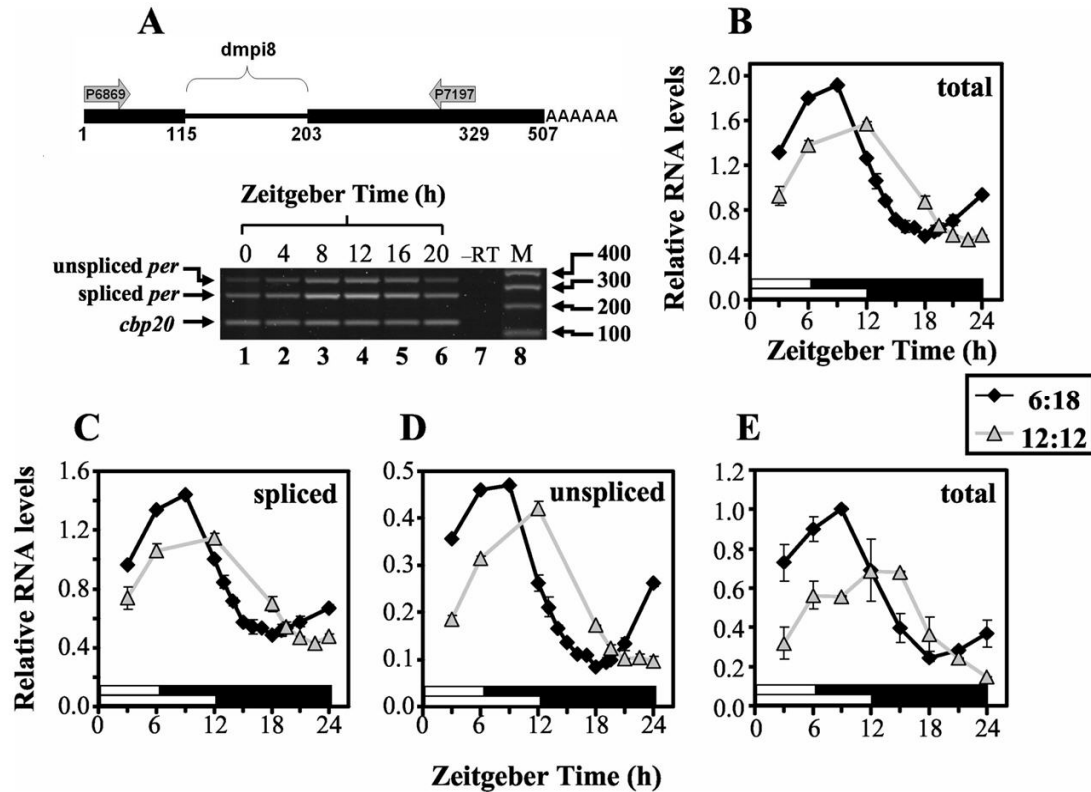 A
dmpi8
P6869
P7197
1
115
203
329
507
AAAAAA
Zeitgeber Time (h)
0 4 8 12 16 20 –RT M
unspliced per
spliced per
cbp20
400
300
200
100
1 2 3 4 5 6 7 8
B
total
Relative RNA levels
2.0
1.6
1.2
0.8
0.4
0.0
0 6 12 18 24
Zeitgeber Time (h)
6:18
12:12
C
spliced
Relative RNA levels
1.6
1.2
0.8
0.4
0.0
0 6 12 18 24
D
unspliced
0.5
0.4
0.3
0.2
0.1
0.0
0 6 12 18 24
E
total
1.2
1.0
0.8
0.6
0.4
0.2
0.0
0 6 12 18 24
Zeitgeber Time (h)